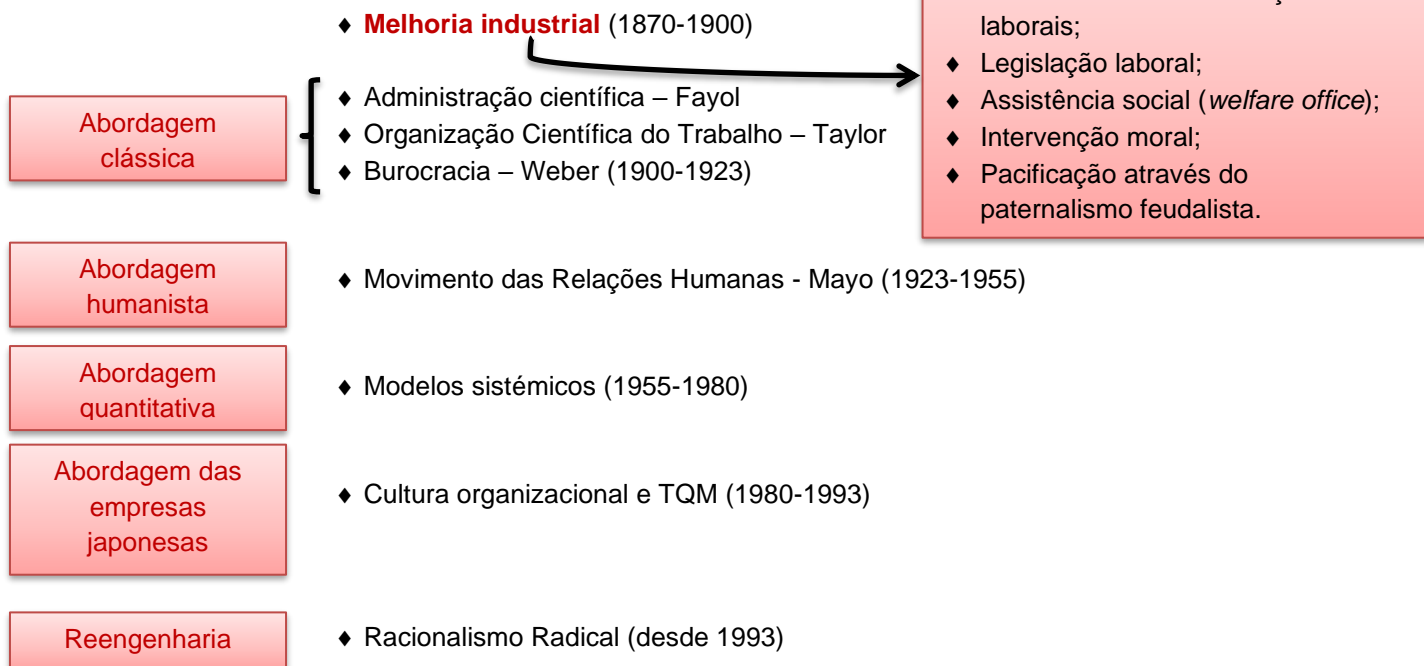 ♦ Melhoria industrial (1870-1900)
laborais;
♦ Legislação laboral;
♦ Assistência social (welfare office);
♦ Intervenção moral;
♦ Pacificação através do
paternalismo feudalista.
Abordagem
clássica
♦ Administração científica – Fayol
♦ Organização Científica do Trabalho – Taylor
♦ Burocracia – Weber (1900-1923)
Abordagem
humanista
♦ Movimento das Relações Humanas - Mayo (1923-1955)
Abordagem
quantitativa
♦ Modelos sistémicos (1955-1980)
Abordagem das
empresas
japonesas
♦ Cultura organizacional e TQM (1980-1993)
Reengenharia
♦ Racionalismo Radical (desde 1993)